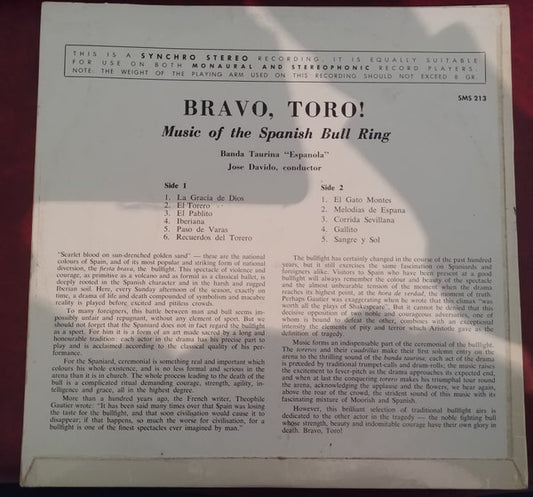 THIS IS A SYNCHRO STEREO RECORDING, IT IS EQUALLY SUITABLE
FOR USE ON BOTH MONAURAL AND STEREOPHONIC RECORD PLAYERS.
NOTE: THE WEIGHT OF THE PLAYING ARM USED ON THIS RECORDING SHOULD NOT EXCEED 8 GR.
SMS 213
BRAVO, TORO!
Music of the Spanish Bull Ring
Banda Taurina "Espanola"
Jose Davido, conductor
Side 1
1. La Gracia de Dios
2. El Torero
3. El Pablito
4. Iberiana
5. Paso de Varas
6. Recuerdos del Torero
Side 2
1. El Gato Montes
2. Melodias de Espana
3. Corrida Sevillana
4. Gallito
5. Sangre y Sol
"Scarlet blood on sun-drenched golden sand" — these are the national
colours of Spain, and of its most popular and striking form of national
diversion, the fiesta brava, the bullfight. This spectacle of violence and
courage, as primitive as a volcano and as formal as a classical ballet, is
deeply rooted in the Spanish character and in the harsh and rugged
Iberian soil. Here, every Sunday afternoon of the season, exactly on
time, a drama of life and death compounded of symbolism and macabre
reality is played before excited and pitiless crowds.
To many foreigners, this battle between man and bull seems im-
possibly unfair and repugnant, without any element of sport. But we
should not forget that the Spaniard does not in fact regard the bullfight
as a sport. For him it is a form of art made sacred by a long and
honourable tradition: each actor in the drama has his precise part to
play and is acclaimed according to the classical quality of his per-
formance.
For the Spaniard, ceremonial is something real and important which
colours his whole existence, and is no less formal and serious in the
arena than it is in church. The whole process leading to the death of the
bull is a complicated ritual demanding courage, strength, agility, in-
telligence and grace, all in the highest degree.
More than a hundred years ago, the French writer, Theophile
Gautier wrote: "It has been said many times over that Spain was losing
the taste for the bullfight, and that soon civilisation would cause it to
disappear; if that happens, so much the worse for civilisation, for a
bullfight is one of the finest spectacles ever imagined by man."
The bullfight has certainly changed in the course of the past hundred
years, but it still exercises the same fascination on Spaniards and
foreigners alike. Visitors to Spain who have been present at a good
bullfight will always remember the colour and beauty of the spectacle
and the almost unbearable tension of the moment when the drama
reaches its highest point, at the hora de verdad, the moment of truth.
Perhaps Gautier was exaggerating when he wrote that this climax "was
worth all the plays of Shakespeare". But it cannot be denied that this
decisive opposition of two noble and courageous adversaries, one of
whom is bound to defeat the other, combines with an exceptional
intensity the elements of pity and terror which Aristotle gave as the
definition of tragedy.
Music forms an indispensable part of the ceremonial of the bullfight.
The toreros and their cuadrillas make their first solemn entry on the
arena to the thrilling sound of the banda taurina; each act of the drama
is preceded by traditional trumpet-calls and drum-rolls; the music raises
the excitement to fever-pitch as the drama approaches its expected end,
and when at last the conquering torero makes his triumphal tour round
the arena, acknowledging the applause and the flowers, we hear again,
above the roar of the crowd, the strident sound of this music with its
fascinating mixture of Moorish and Spanish.
However, this brilliant selection of traditional bullfight airs is
dedicated to the other actor in the tragedy — the noble fighting bull
whose strength, beauty and indomitable courage have their own glory in
death. Bravo, Toro!